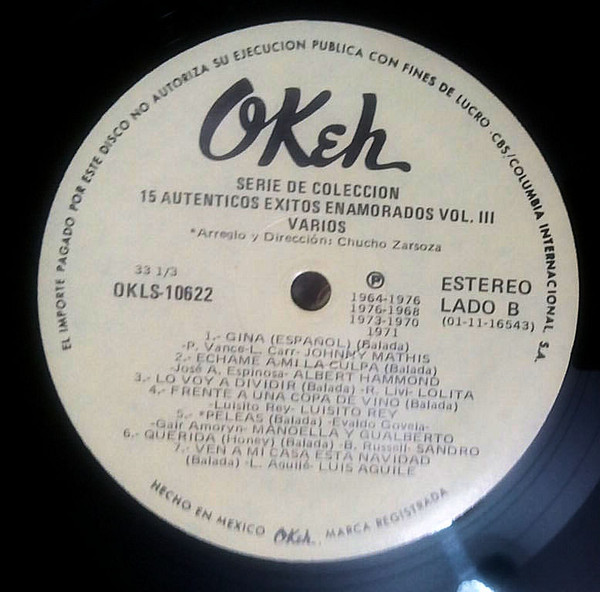 EL IMPORTE PAGADO POR ESTE DISCO NO AUTORIZA SU EJECUCION PUBLICA CON FINES DE LUCRO·CBS/COLUMBIA INTERNACIONAL, S.A.
OKeh
SERIE DE COLECCION
15 AUTENTICOS EXITOS ENAMORADOS VOL. III
VARIOS
*Arreglo y Dirección: Chucho Zarsoza
33 1/3
OKLS-10622
Ⓟ
1964-1976
1976-1968
1973-1970
1971
ESTEREO
LADO B
(01-11-16543)
1.- GINA (ESPAÑOL) (Balada)
-P. Vance-L. Carr- JOHNNY MATHIS
2.- ECHAME A MI LA CULPA (Balada)
-José A. Espinosa- ALBERT HAMMOND
3.- LO VOY A DIVIDIR (Balada) -R. Livi- LOLITA
4.- FRENTE A UNA COPA DE VINO (Balada)
-Luisito Rey- LUISITO REY
5.- *PELEAS (Balada) -Evaldo Goveia-
-Gair Amoryn- MANOELLA Y GUALBERTO
6.- QUERIDA (Honey) (Balada) -B. Russell- SANDRO
7.- VEN A MI CASA ESTA NAVIDAD
(Balada) -L. Aguilé- LUIS AGUILE
HECHO EN MEXICO OKeh. MARCA REGISTRADA